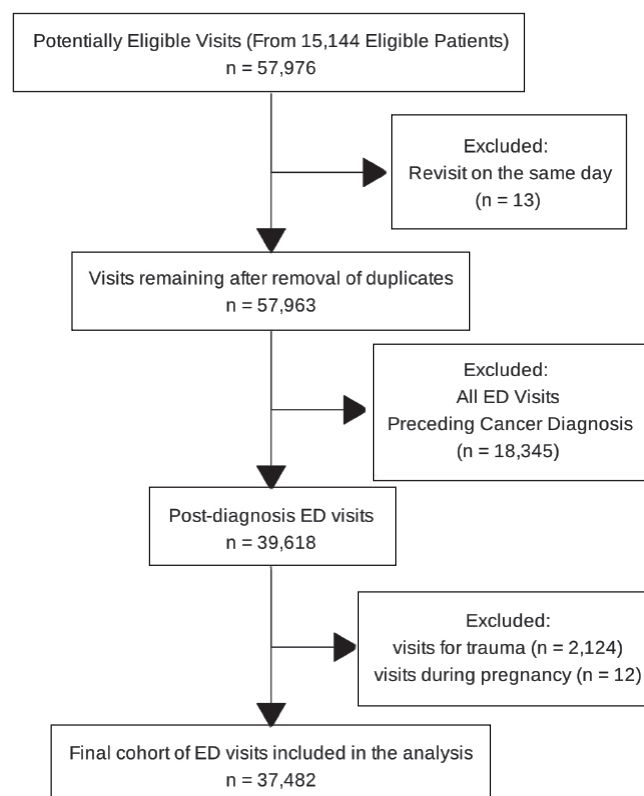 Potentially Eligible Visits (From 15,144 Eligible Patients)
n = 57,976
Excluded:
Revisit on the same day
(n = 13)
Visits remaining after removal of duplicates
n = 57,963
Excluded:
All ED Visits
Preceding Cancer Diagnosis
(n = 18,345)
Post-diagnosis ED visits
n = 39,618
Excluded:
visits for trauma (n = 2,124)
visits during pregnancy (n = 12)
Final cohort of ED visits included in the analysis
n = 37,482